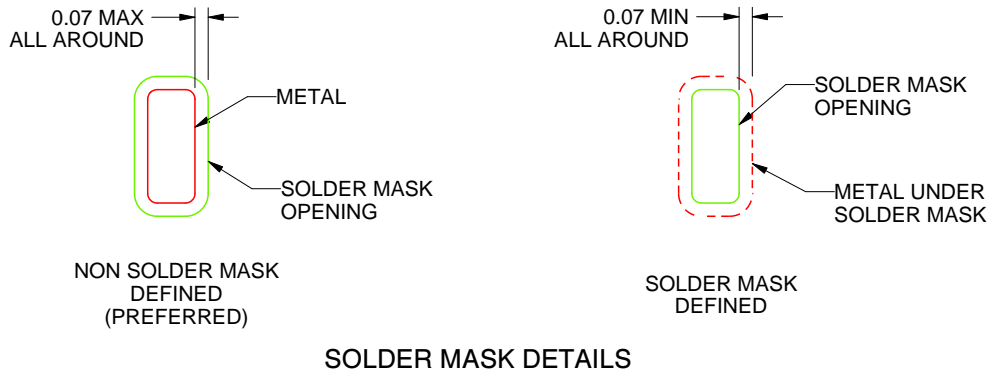 0.07 MAX
ALL AROUND
METAL
SOLDER MASK
OPENING
NON SOLDER MASK
DEFINED
(PREFERRED)
0.07 MIN
ALL AROUND
SOLDER MASK
OPENING
METAL UNDER
SOLDER MASK
SOLDER MASK
DEFINED
SOLDER MASK DETAILS